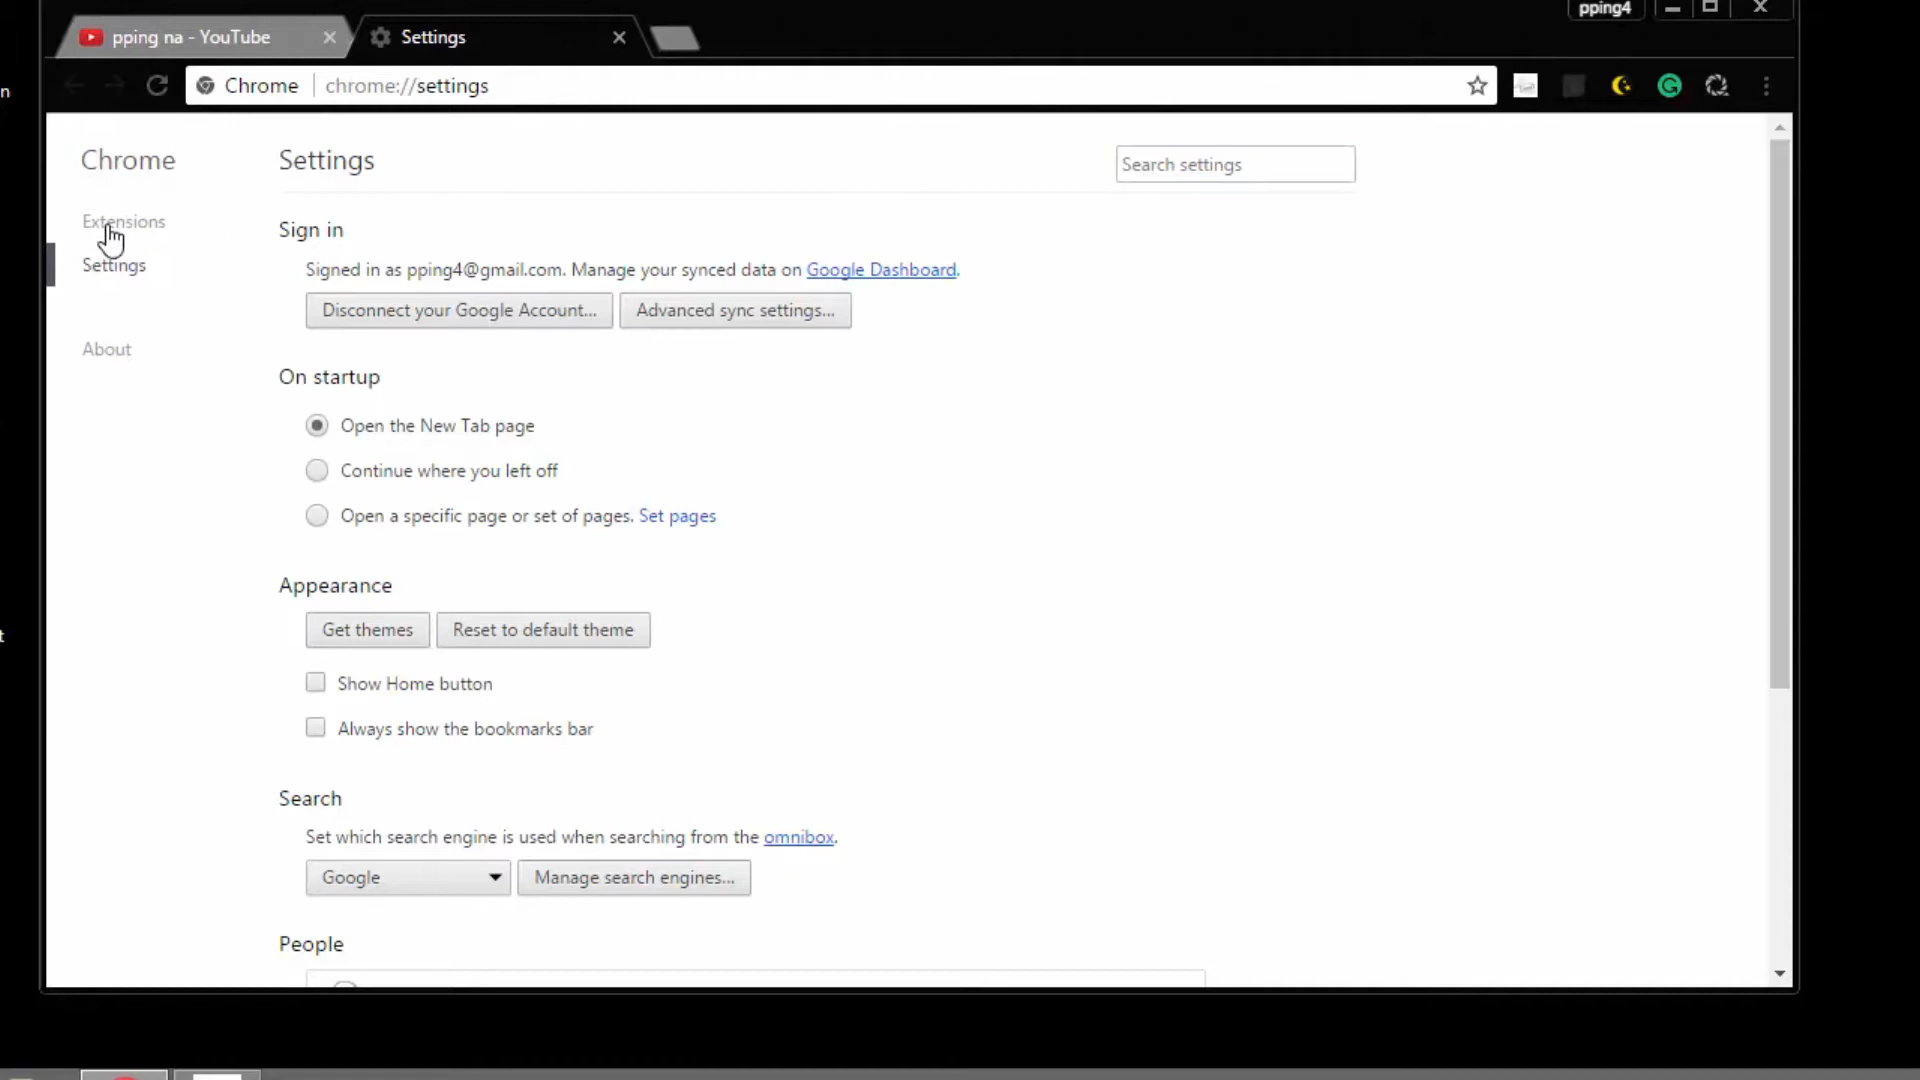 pping4
pping na - YouTube
Settings
Chrome
chrome://settings
n
Chrome
Settings
Search settings
Extensions
Settings
About
Sign in
Signed in as pping4@gmail.com. Manage your synced data on Google Dashboard.
Disconnect your Google Account...
Advanced sync settings...
On startup
Open the New Tab page
Continue where you left off
Open a specific page or set of pages. Set pages
Appearance
Get themes
Reset to default theme
t
Show Home button
Always show the bookmarks bar
Search
Set which search engine is used when searching from the omnibox.
Google
Manage search engines...
People